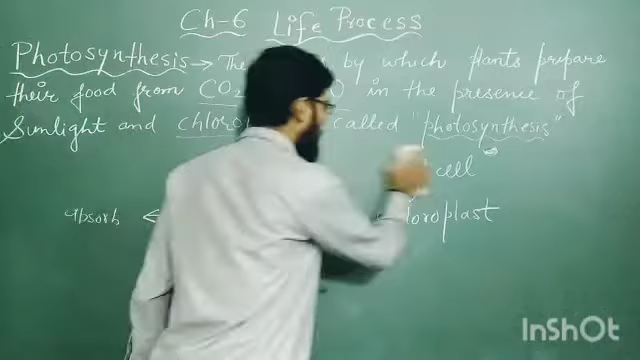 Ch-6 Life Process
Photosynthesis → The by which plants prepare
their food from CO2 O in the presence of
Sunlight and chloro called "photosynthesis"
cell
absorb ← loroplast
InShOt